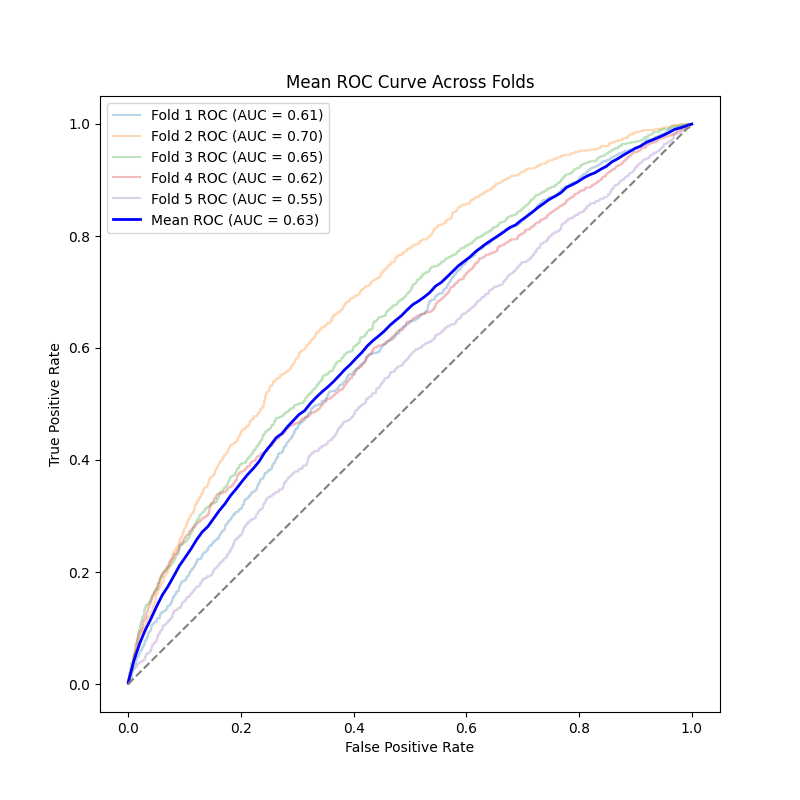 Mean ROC Curve Across Folds
Fold 1 ROC (AUC = 0.61)
Fold 2 ROC (AUC = 0.70)
Fold 3 ROC (AUC = 0.65)
Fold 4 ROC (AUC = 0.62)
Fold 5 ROC (AUC = 0.55)
Mean ROC (AUC = 0.63)
True Positive Rate
1.0
0.8
0.6
0.4
0.2
0.0
0.0 0.2 0.4 0.6 0.8 1.0
False Positive Rate